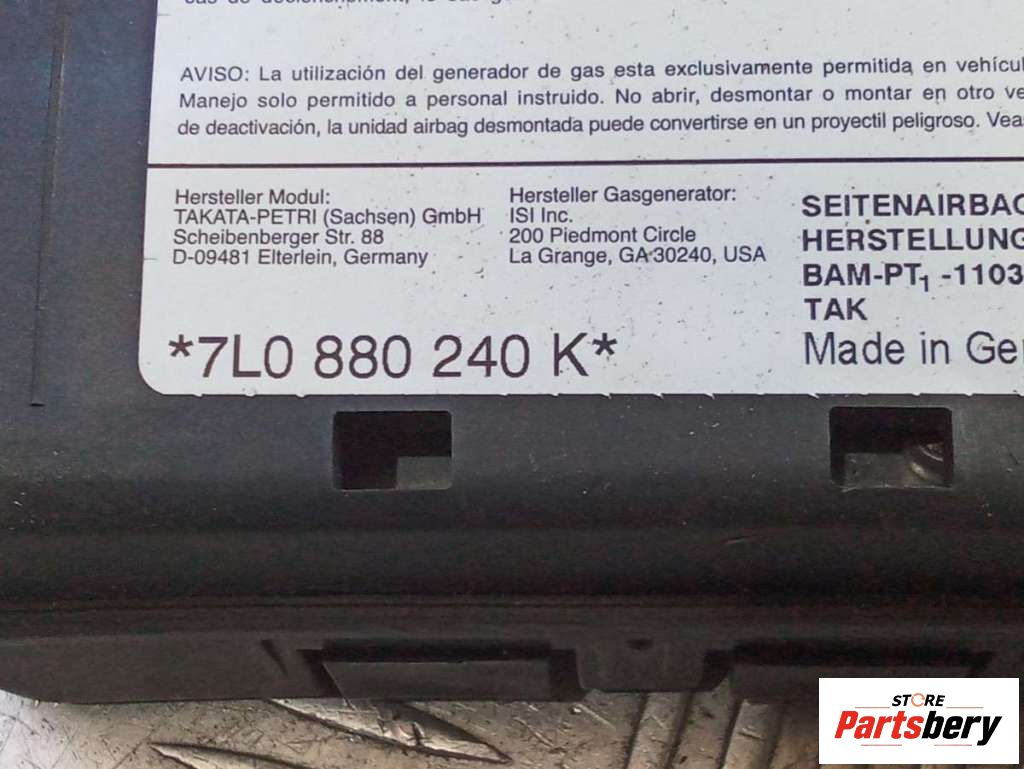 AVISO: La utilización del generador de gas esta exclusivamente permitida en
Manejo solo permitido a personal instruido. No abrir, desmontar o montar en otro
de deactivación, la unidad airbag desmontada puede convertirse en un proyectil peligroso.
Hersteller Modul:
TAKATA-PETRI (Sachsen) GmbH
Scheibenberger Str. 88
D-09481 Elterlein, Germany
Hersteller Gasgenerator:
ISI Inc.
200 Piedmont Circle
La Grange, GA 30240, USA
SEITENAIRBAG
HERSTELLUNG
BAM-PT1 -1103
TAK
Made in Ge
*7L0 880 240 K*
STORE
Partsbery